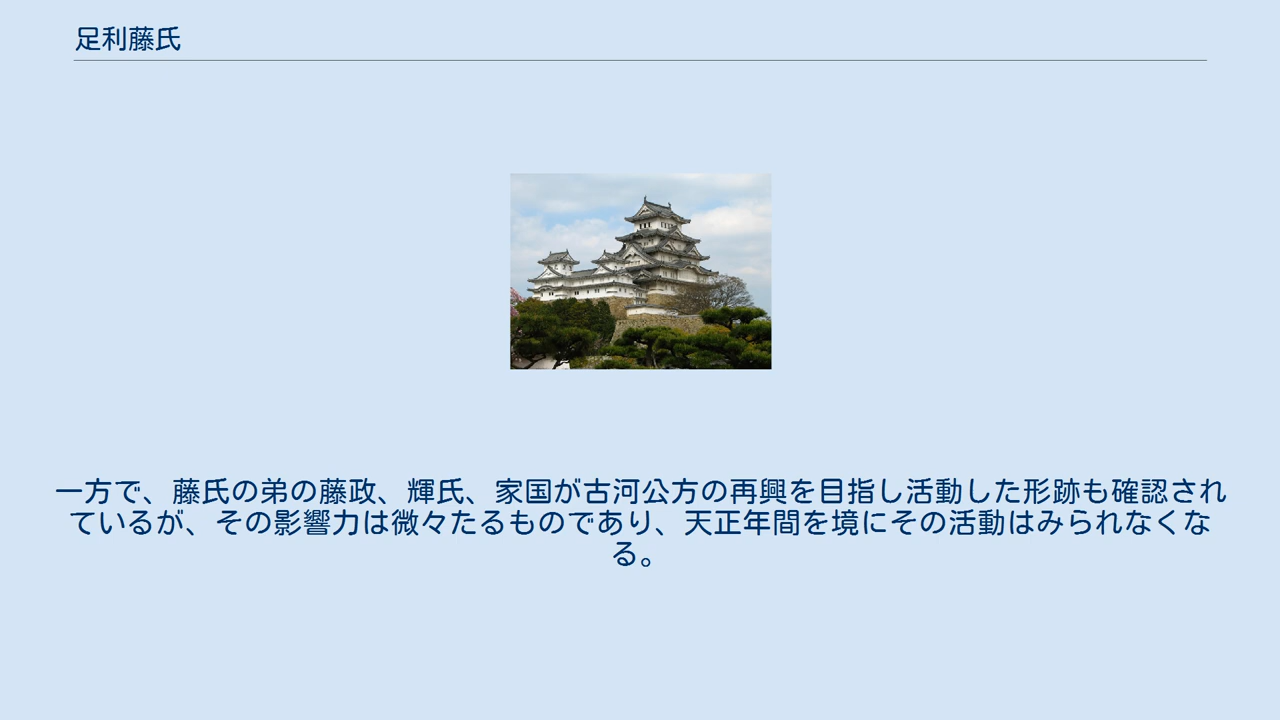 足利藤氏
一方で、藤氏の弟の藤政、輝氏、家国が古河公方の再興を目指し活動した形跡も確認され
ているが、その影響力は微々たるものであり、天正年間を境にその活動はみられなくな
る。